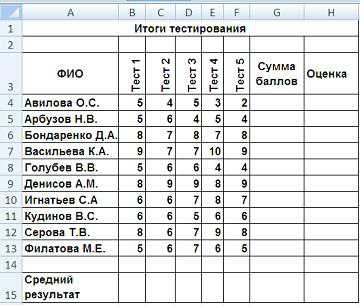 A B C D E F G H
1 Итоги тестирования
2
3 ФИО Тест 1 Тест 2 Тест 3 Тест 4 Тест 5 Сумма баллов Оценка
4 Авилова О.С. 5 4 5 3 2
5 Арбузов Н.В. 5 6 4 5 4
6 Бондаренко Д.А. 8 7 8 7 8
7 Васильева К.А. 9 7 7 10 9
8 Голубев В.В. 5 6 6 4 4
9 Денисов А.М. 8 9 9 8 9
10 Игнатьев С.А 6 6 7 8 7
11 Кудинов В.С. 6 6 5 6 6
12 Серова Т.В. 8 6 7 9 8
13 Филатова М.Е. 5 6 7 6 5
14
15 Средний
результат